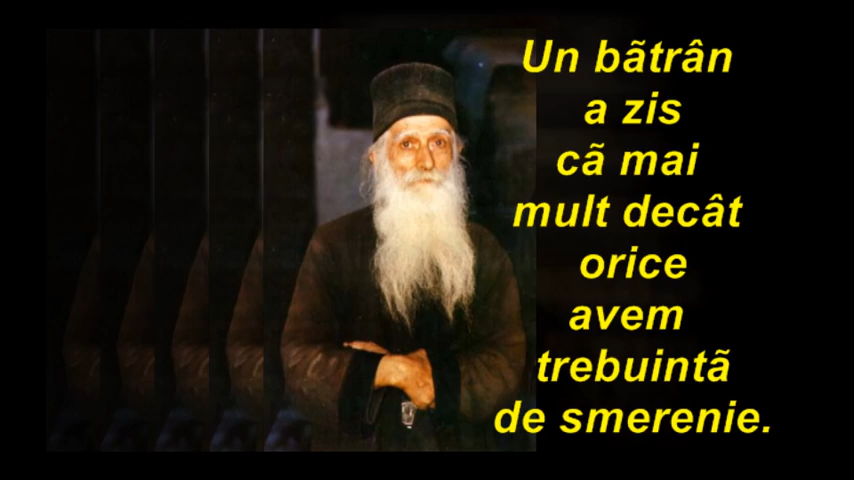 Un bãtrân
a zis
cã mai
mult decât
orice
avem
trebuintã
de smerenie.